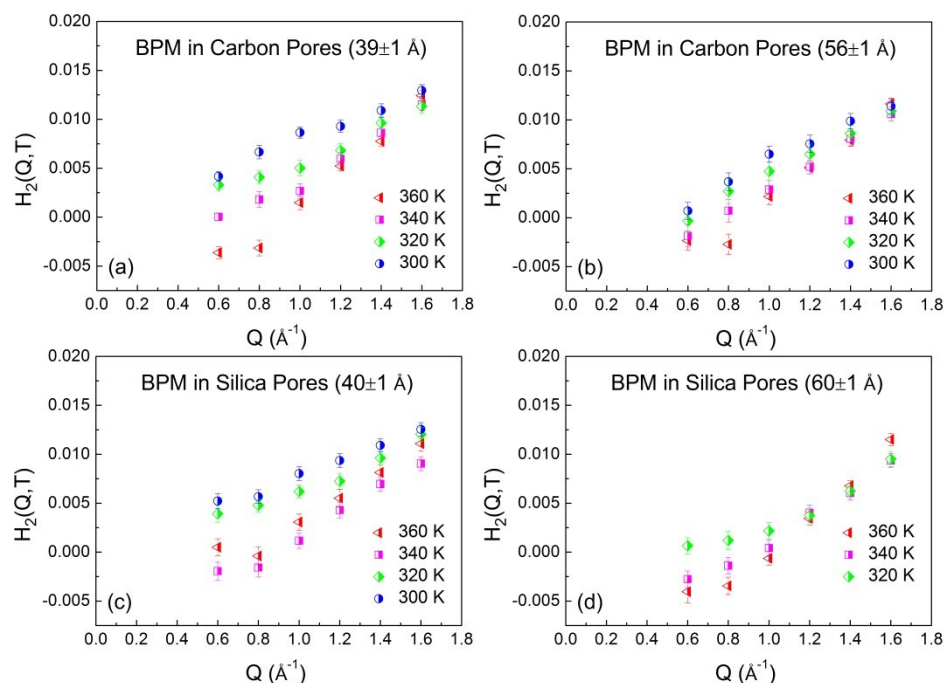 BPM in Carbon Pores (39±1 Å)
H₂(Q,T)
0.020
0.015
0.010
0.005
0.000
-0.005
360 K
340 K
320 K
300 K
(a)
0.0 0.2 0.4 0.6 0.8 1.0 1.2 1.4 1.6 1.8
Q (Å⁻¹)
BPM in Carbon Pores (56±1 Å)
H₂(Q,T)
0.020
0.015
0.010
0.005
0.000
-0.005
360 K
340 K
320 K
300 K
(b)
0.0 0.2 0.4 0.6 0.8 1.0 1.2 1.4 1.6 1.8
Q (Å⁻¹)
BPM in Silica Pores (40±1 Å)
H₂(Q,T)
0.020
0.015
0.010
0.005
0.000
-0.005
360 K
340 K
320 K
300 K
(c)
0.0 0.2 0.4 0.6 0.8 1.0 1.2 1.4 1.6 1.8
Q (Å⁻¹)
BPM in Silica Pores (60±1 Å)
H₂(Q,T)
0.020
0.015
0.010
0.005
0.000
-0.005
360 K
340 K
320 K
(d)
0.0 0.2 0.4 0.6 0.8 1.0 1.2 1.4 1.6 1.8
Q (Å⁻¹)